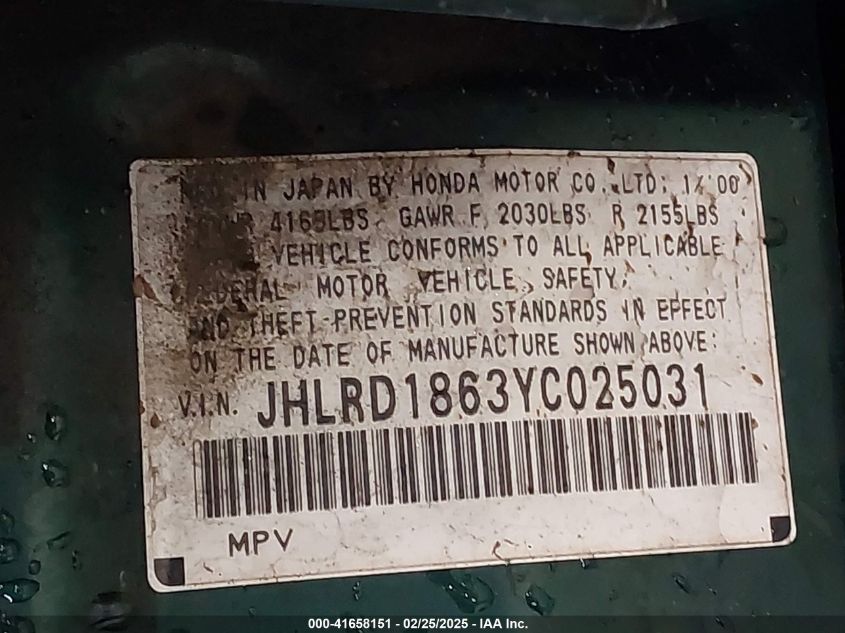 IN JAPAN BY HONDA MOTOR CO., LTD; 1/'00
4165LBS GAWR F 2030LBS R 2155LBS
VEHICLE CONFORMS TO ALL APPLICABLE
FEDERAL MOTOR VEHICLE SAFETY,
AND THEFT-PREVENTION STANDARDS IN EFFECT
ON THE DATE OF MANUFACTURE SHOWN ABOVE:
V.I.N. JHLRD1863YC025031
MPV
000-41658151 - 02/25/2025 - IAA Inc.